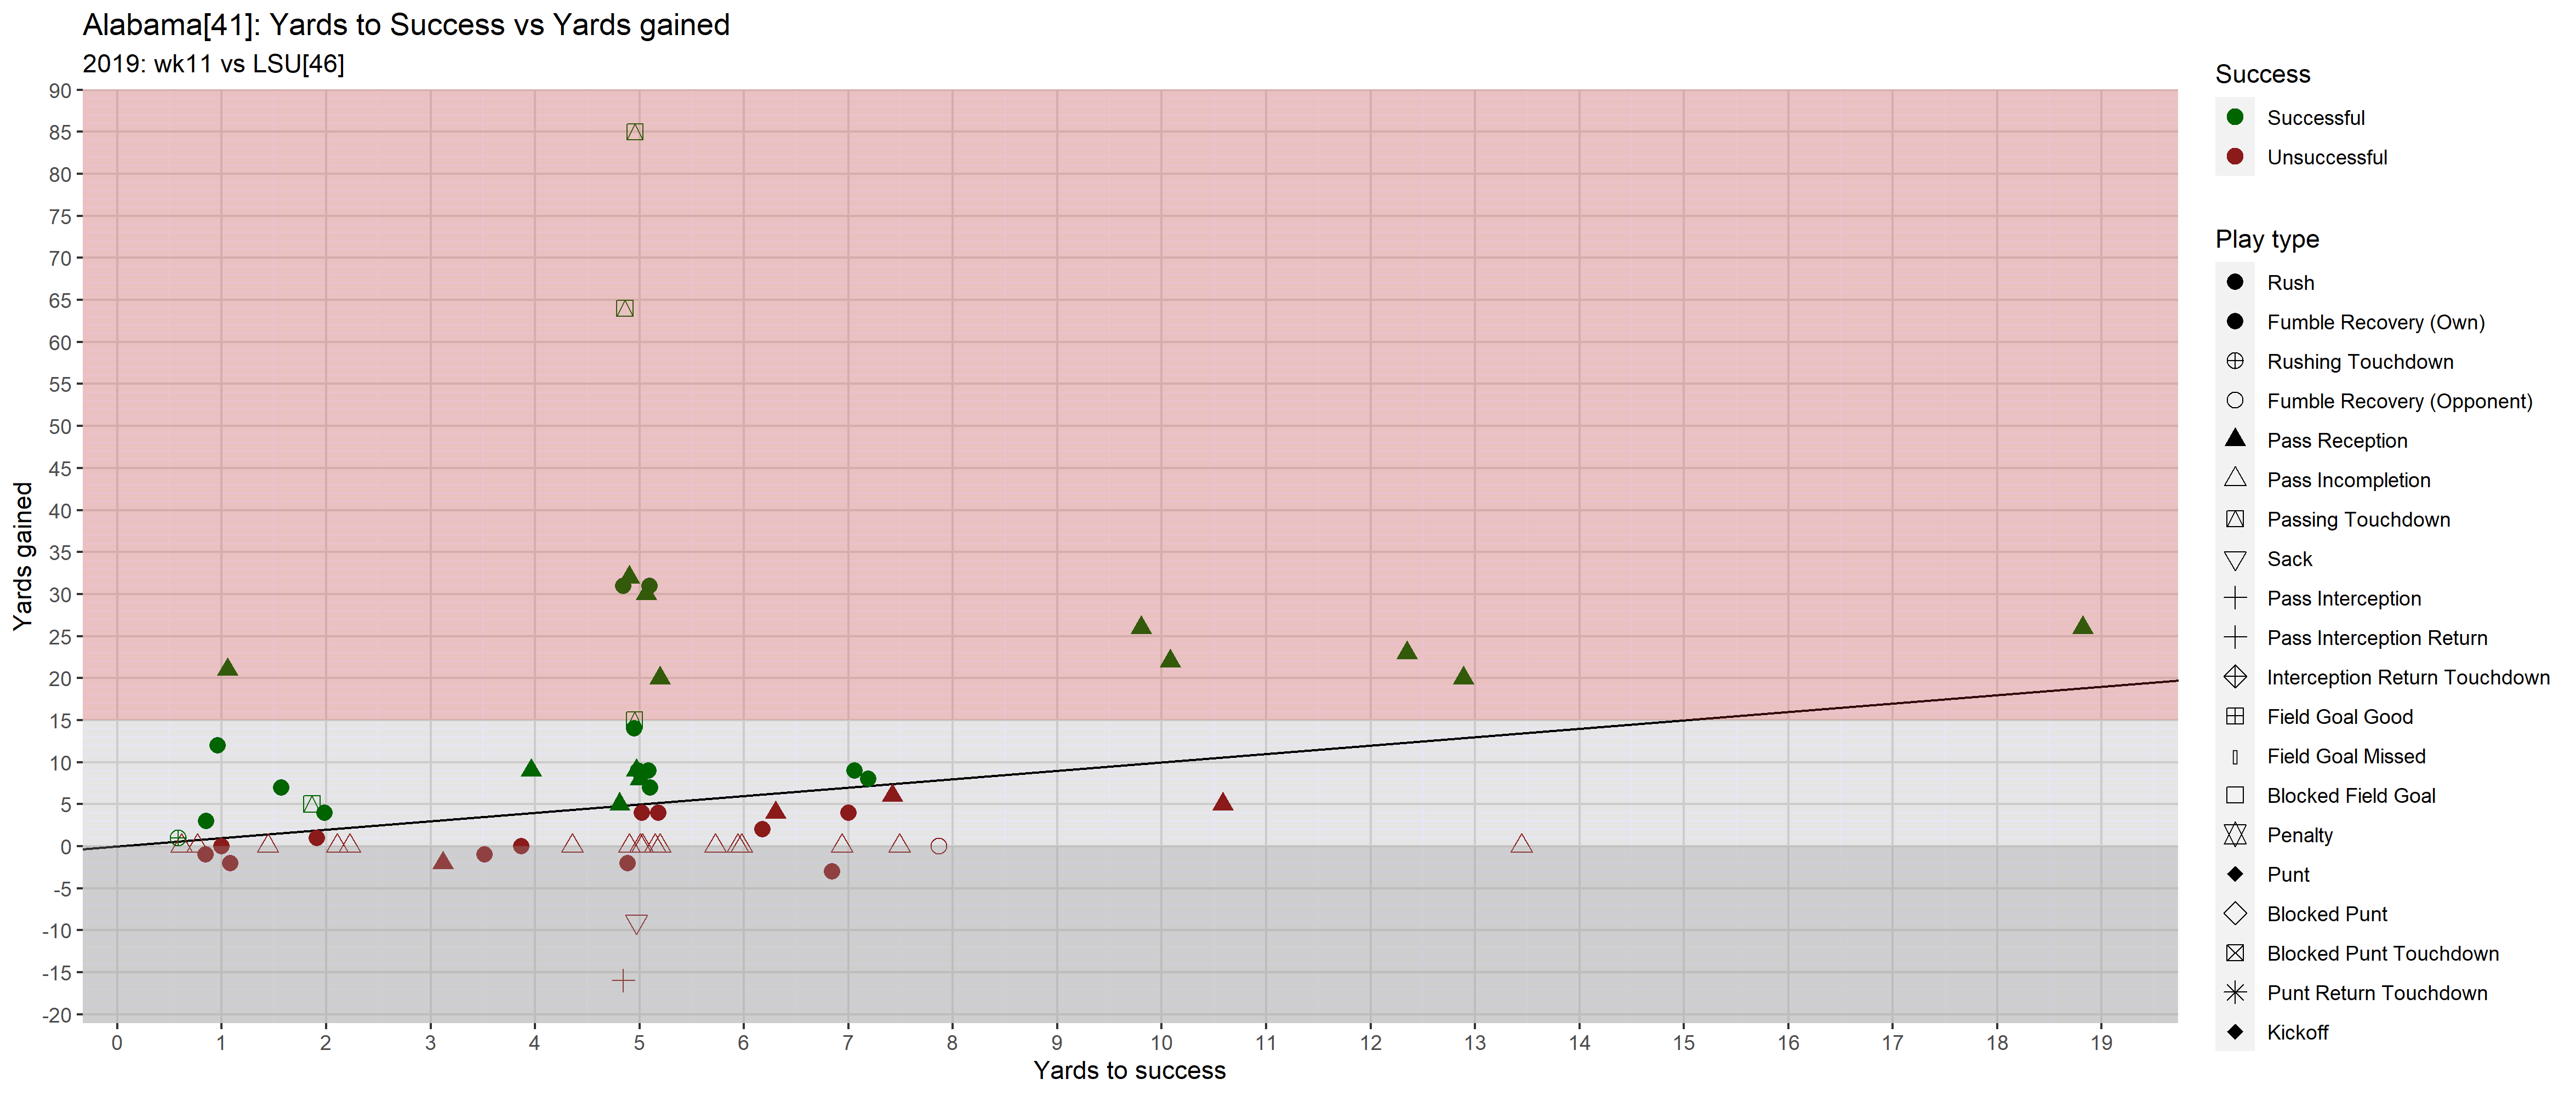 Alabama[41]: Yards to Success vs Yards gained
2019: wk11 vs LSU[46]
90
85
80
75
70
65
60
55
50
45
40
35
30
25
20
15
10
5
0
-5
-10
-15
-20
Yards gained
0 1 2 3 4 5 6 7 8 9 10 11 12 13 14 15 16 17 18 19
Yards to success
Success
Successful
Unsuccessful
Play type
Rush
Fumble Recovery (Own)
Rushing Touchdown
Fumble Recovery (Opponent)
Pass Reception
Pass Incompletion
Passing Touchdown
Sack
Pass Interception
Pass Interception Return
Interception Return Touchdown
Field Goal Good
Field Goal Missed
Blocked Field Goal
Penalty
Punt
Blocked Punt
Blocked Punt Touchdown
Punt Return Touchdown
Kickoff